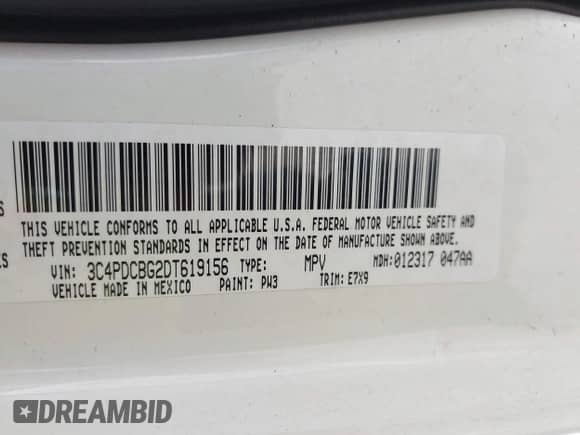 S
THIS VEHICLE CONFORMS TO ALL APPLICABLE U.S.A. FEDERAL MOTOR VEHICLE SAFETY AND
THEFT PREVENTION STANDARDS IN EFFECT ON THE DATE OF MANUFACTURE SHOWN ABOVE.
ES
VIN: 3C4PDCBG2DT619156 TYPE: MPV MDH:012317 047AA
VEHICLE MADE IN MEXICO PAINT: PW3 TRIM: E7X9
DREAMBID